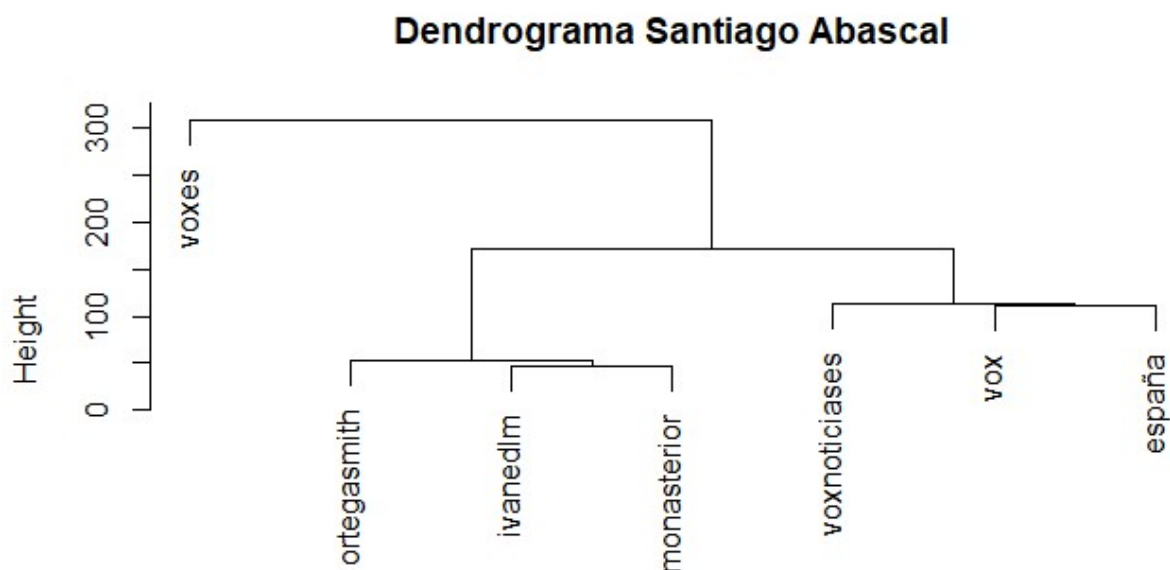 Dendrograma Santiago Abascal
Height
300
200
100
0
voxes
ortegasmith
ivanedlm
monasterior
voxnoticiases
vox
españa